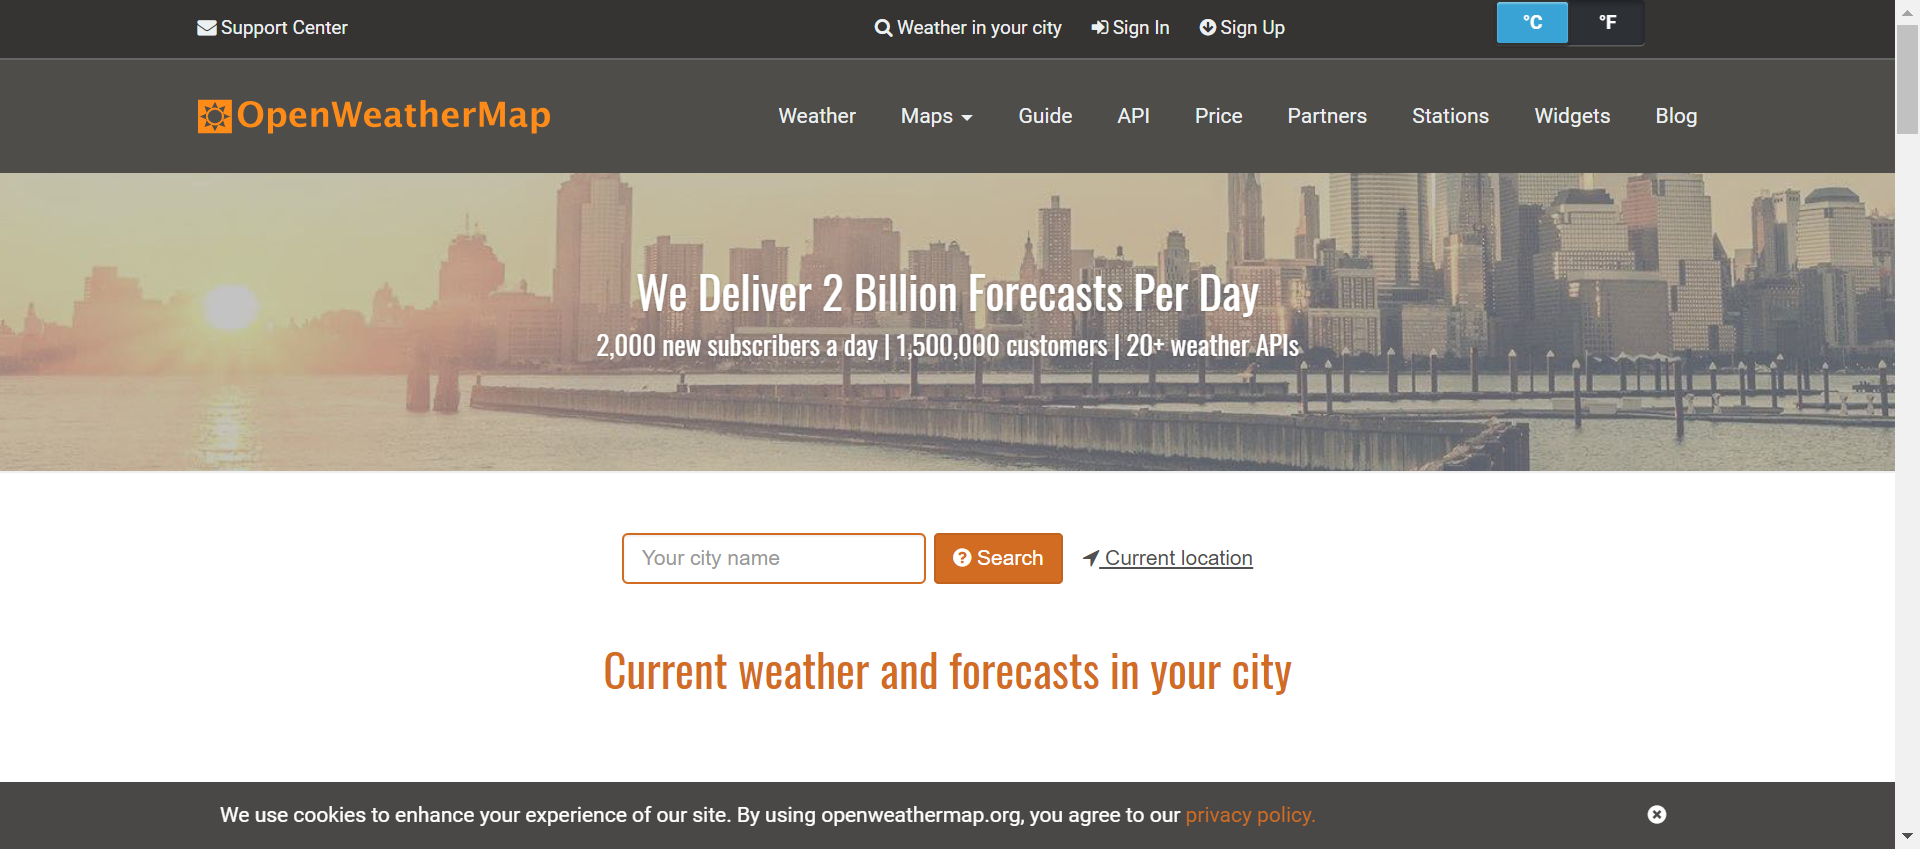 Support Center
Weather in your city
Sign In
Sign Up
°C
°F
OpenWeatherMap
Weather
Maps
Guide
API
Price
Partners
Stations
Widgets
Blog
We Deliver 2 Billion Forecasts Per Day
2,000 new subscribers a day | 1,500,000 customers | 20+ weather APIs
Your city name
Search
Current location
Current weather and forecasts in your city
We use cookies to enhance your experience of our site. By using openweathermap.org, you agree to our privacy policy.